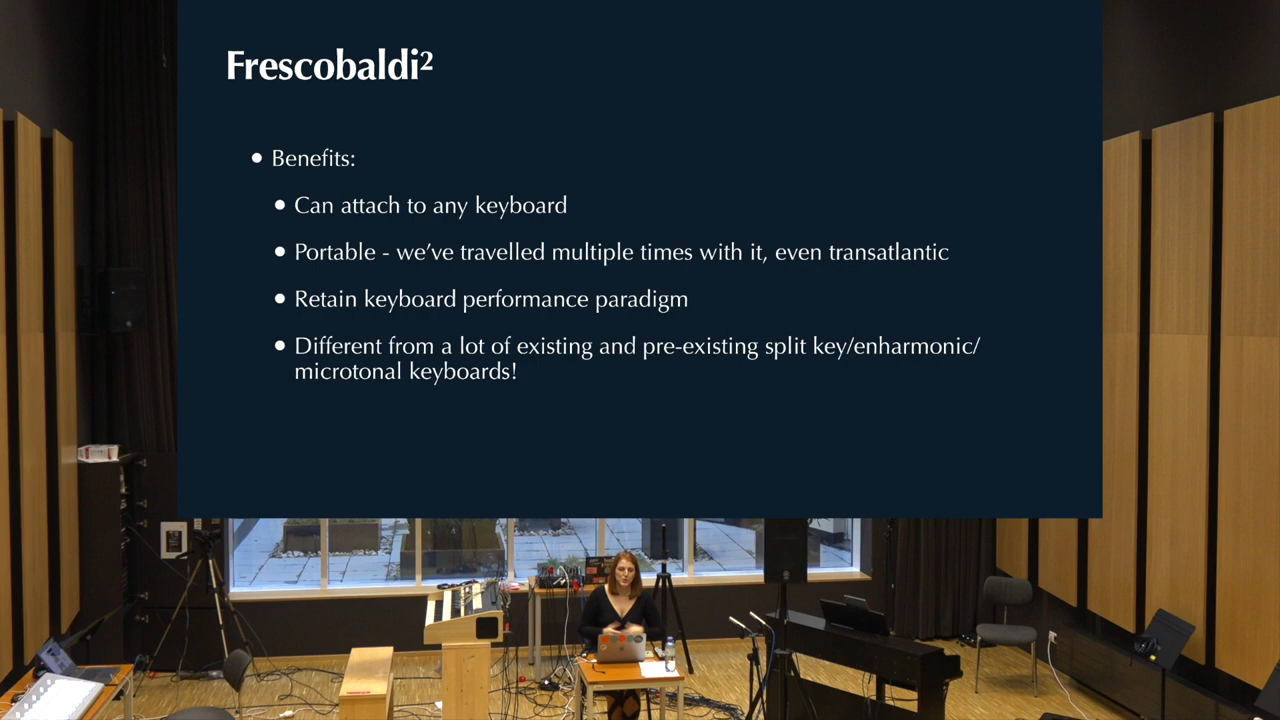 Frescobaldi²
• Benefits:
• Can attach to any keyboard
• Portable - we’ve travelled multiple times with it, even transatlantic
• Retain keyboard performance paradigm
• Different from a lot of existing and pre-existing split key/enharmonic/
microtonal keyboards!